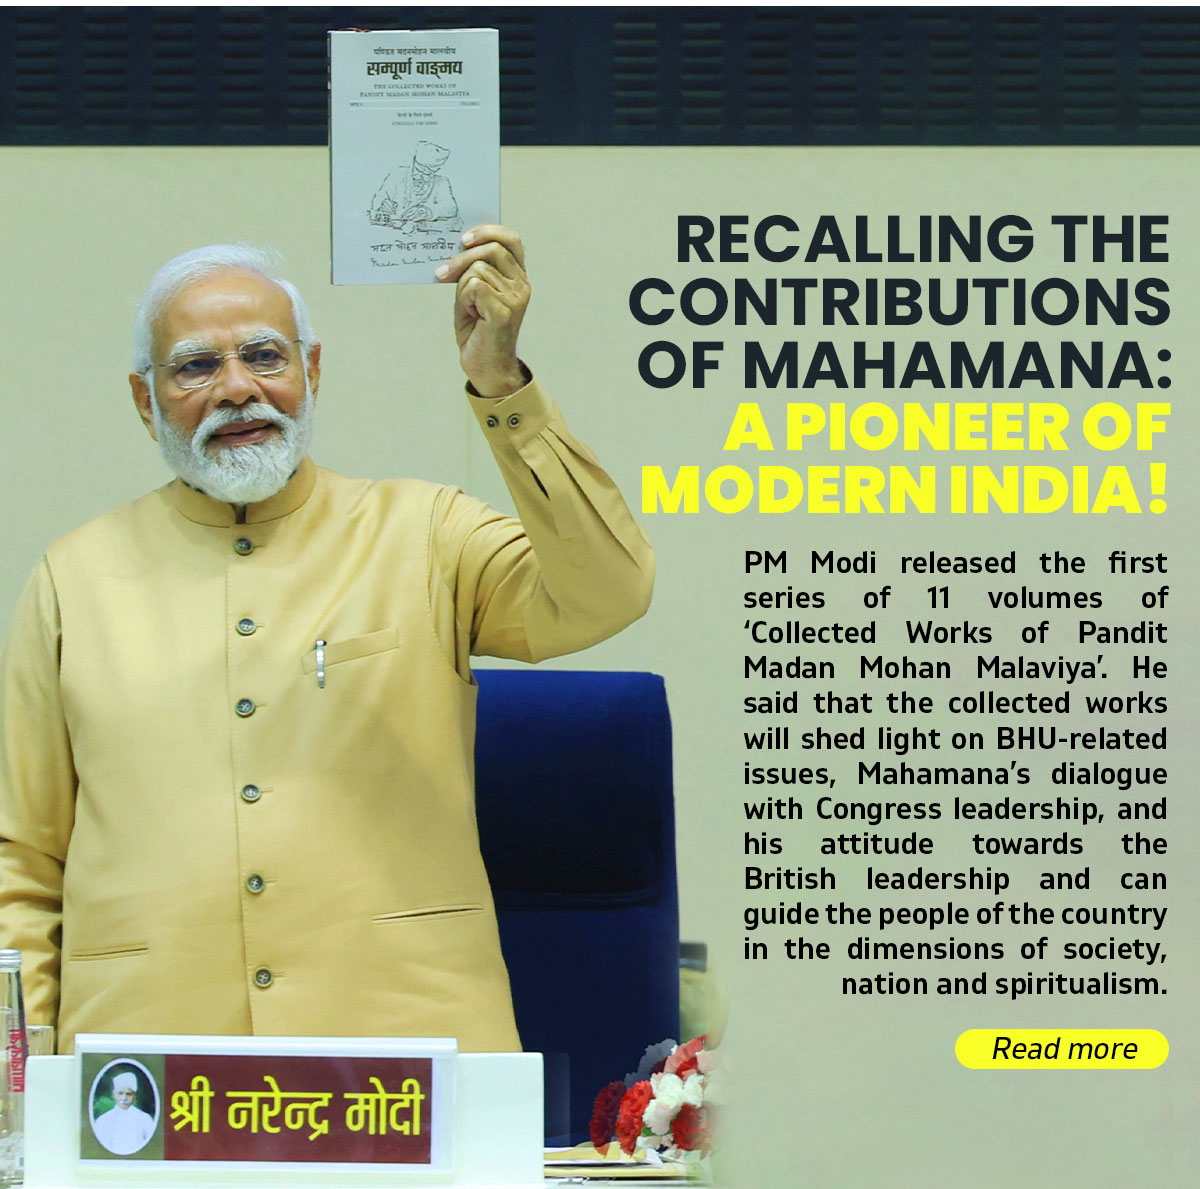 पण्डित मदनमोहन मालवीय
सम्पूर्ण वाङ्मय
THE COLLECTED WORKS OF
PANDIT MADAN MOHAN MALAVIYA
VOLUME 1
RECALLING THE
CONTRIBUTIONS
OF MAHAMANA:
A PIONEER OF
MODERN INDIA!
PM Modi released the first
series of 11 volumes of
‘Collected Works of Pandit
Madan Mohan Malaviya’. He
said that the collected works
will shed light on BHU-related
issues, Mahamana’s dialogue
with Congress leadership, and
his attitude towards the
British leadership and can
guide the people of the country
in the dimensions of society,
nation and spiritualism.
Read more
श्री नरेन्द्र मोदी